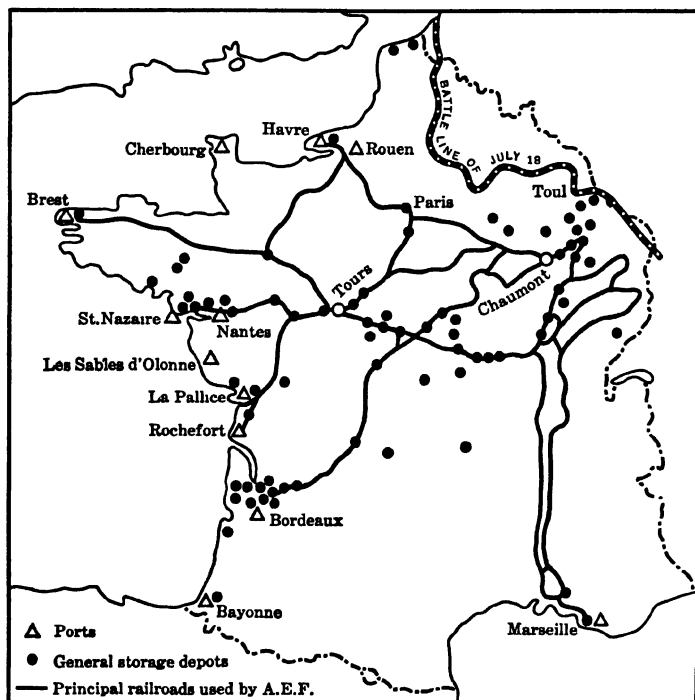 BATTLE LINE OF JULY 18
Havre
Cherbourg
Rouen
Toul
Brest
Paris
Tours
Chaumont
St. Nazaire
Nantes
Les Sables d'Olonne
La Pallice
Rochefort
Bordeaux
Bayonne
Marseille
Ports
General storage depots
Principal railroads used by A.E.F.